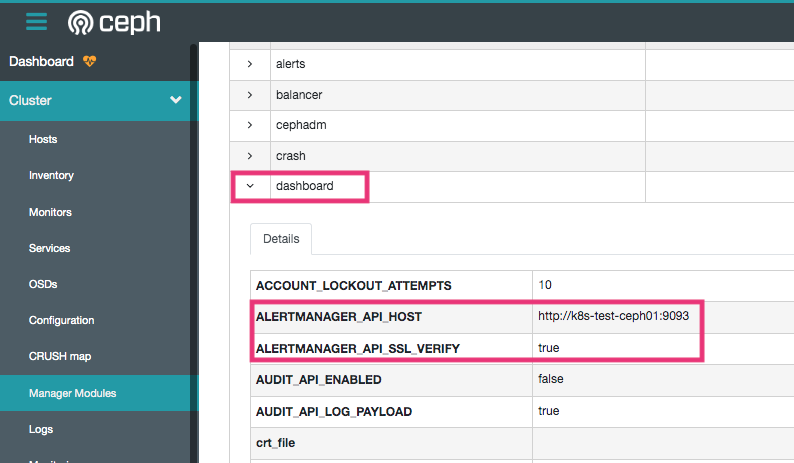 ceph
Dashboard
Cluster
Hosts
Inventory
Monitors
Services
OSDs
Configuration
CRUSH map
Manager Modules
Logs
alerts
balancer
cephadm
crash
dashboard
Details
ACCOUNT_LOCKOUT_ATTEMPTS 10
ALERTMANAGER_API_HOST http://k8s-test-ceph01:9093
ALERTMANAGER_API_SSL_VERIFY true
AUDIT_API_ENABLED false
AUDIT_API_LOG_PAYLOAD true
crt_file